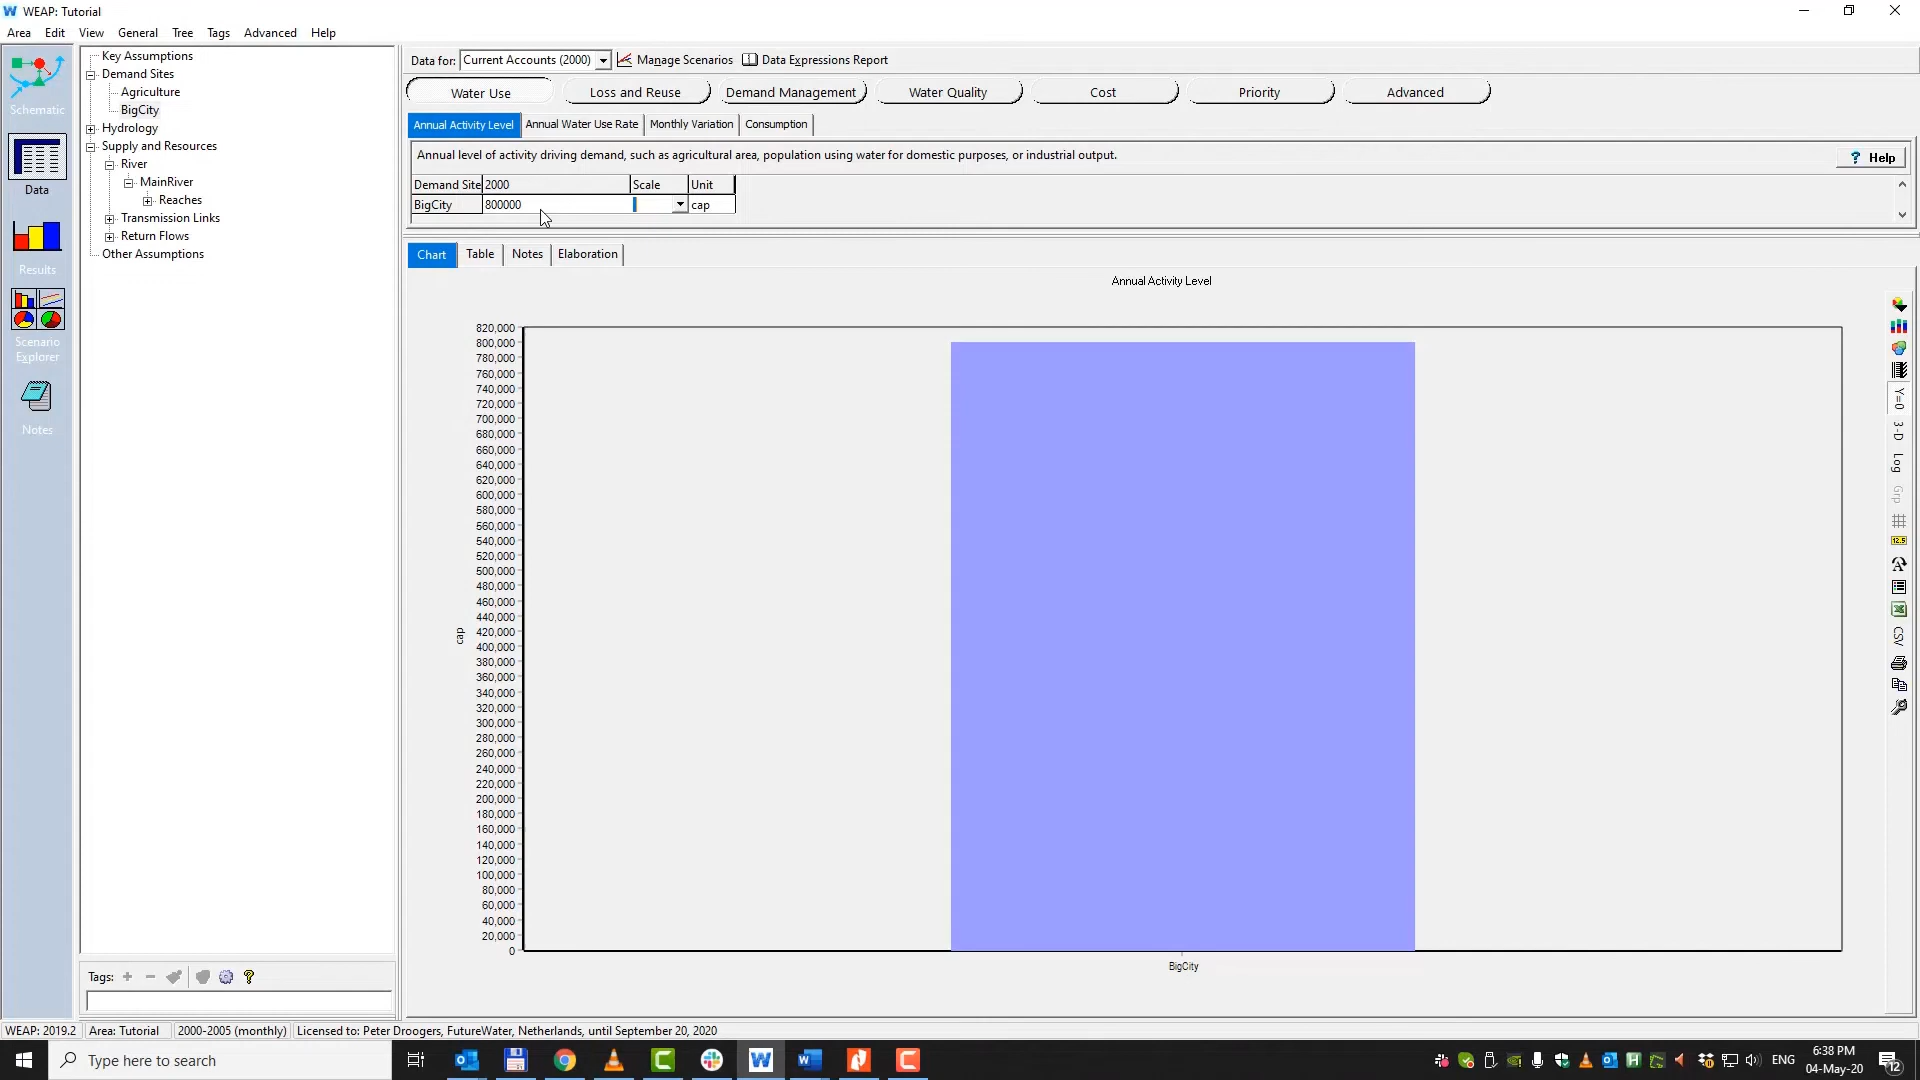 WEAP: Tutorial
Area Edit View General Tree Tags Advanced Help
Schematic
Data
Results
Scenario
Explorer
Notes
Key Assumptions
Demand Sites
Agriculture
BigCity
Hydrology
Supply and Resources
River
MainRiver
Reaches
Transmission Links
Return Flows
Other Assumptions
Tags:
Data for: Current Accounts (2000) Manage Scenarios Data Expressions Report
Water Use Loss and Reuse Demand Management Water Quality Cost Priority Advanced
Annual Activity Level Annual Water Use Rate Monthly Variation Consumption
Annual level of activity driving demand, such as agricultural area, population using water for domestic purposes, or industrial output.
? Help
Demand Site 2000 Scale Unit
BigCity 800000 cap
Chart Table Notes Elaboration
Annual Activity Level
820,000
800,000
780,000
760,000
740,000
720,000
700,000
680,000
660,000
640,000
620,000
600,000
580,000
560,000
540,000
520,000
500,000
480,000
460,000
440,000
420,000
400,000
380,000
360,000
340,000
320,000
300,000
280,000
260,000
240,000
220,000
200,000
180,000
160,000
140,000
120,000
100,000
80,000
60,000
40,000
20,000
0
cap
BigCity
Y=0
3-D
Log
Grp
12.5
CSV
WEAP: 2019.2 Area: Tutorial 2000-2005 (monthly) Licensed to: Peter Droogers, FutureWater, Netherlands, until September 20, 2020
Type here to search
ENG
6:38 PM
04-May-20
12